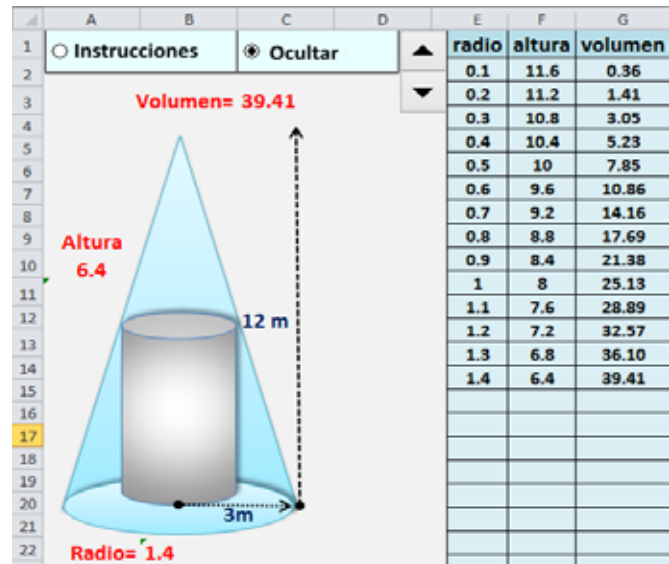 A B C D E F G
1 Instrucciones Ocultar radio altura volumen
2 0.1 11.6 0.36
3 Volumen= 39.41 0.2 11.2 1.41
4 0.3 10.8 3.05
5 0.4 10.4 5.23
6 0.5 10 7.85
7 0.6 9.6 10.86
8 0.7 9.2 14.16
9 Altura 0.8 8.8 17.69
10 6.4 0.9 8.4 21.38
11 1 8 25.13
12 12 m 1.1 7.6 28.89
13 1.2 7.2 32.57
14 1.3 6.8 36.10
15 1.4 6.4 39.41
16
17
18
19
20
21 3m
22 Radio= 1.4